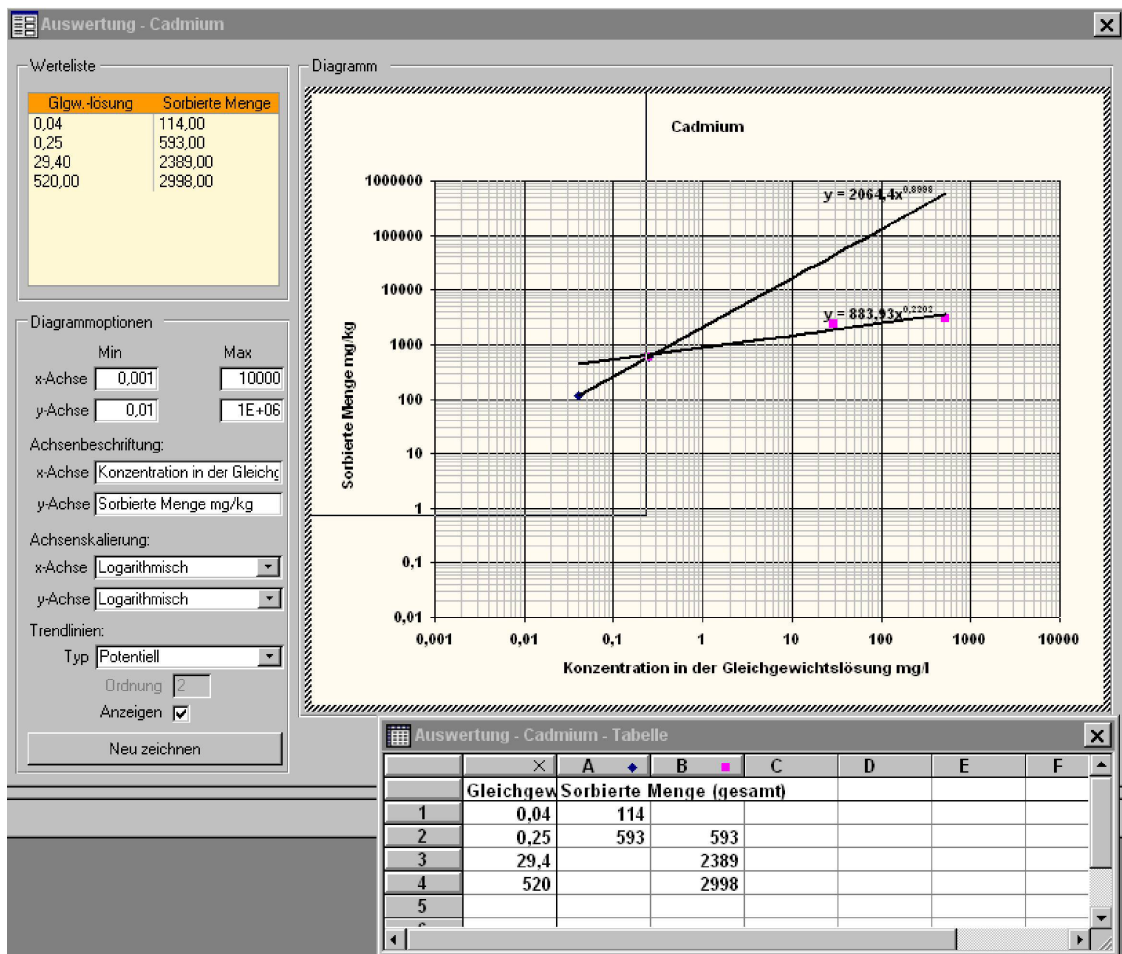 Auswertung - Cadmium
Werteliste
Glgw.-lösung Sorbierte Menge
0,04 114,00
0,25 593,00
29,40 2389,00
520,00 2998,00
Diagrammoptionen
Min Max
x-Achse 0,001 10000
y-Achse 0,01 1E+06
Achsenbeschriftung:
x-Achse Konzentration in der Gleichg
y-Achse Sorbierte Menge mg/kg
Achsenskalierung:
x-Achse Logarithmisch
y-Achse Logarithmisch
Trendlinien:
Typ Potentiell
Ordnung 2
Anzeigen
Neu zeichnen
Diagramm
Cadmium
y = 2064,4x^0,8998
y = 883,93x^0,2202
Sorbierte Menge mg/kg
1000000
100000
10000
1000
100
10
1
0,1
0,01
0,001 0,01 0,1 1 10 100 1000 10000
Konzentration in der Gleichgewichtslösung mg/l
Auswertung - Cadmium - Tabelle
A B C D E F
Gleichgew Sorbierte Menge (gesamt)
1 0,04 114
2 0,25 593 593
3 29,4 2389
4 520 2998
5